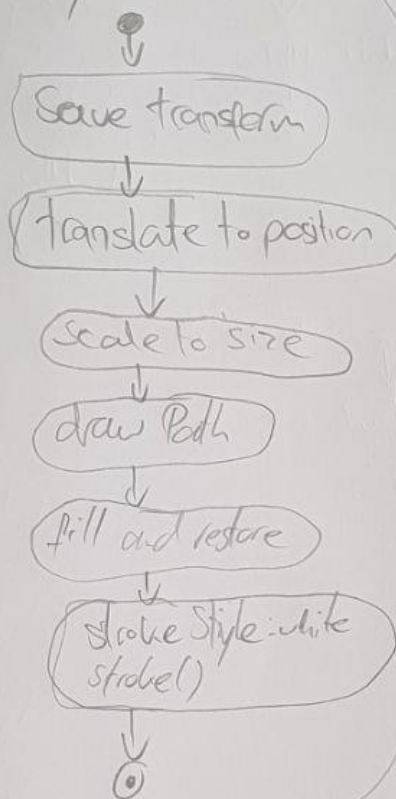 Save transform
translate to position
scale to size
draw Path
fill and restore
strokeStyle: white
stroke()